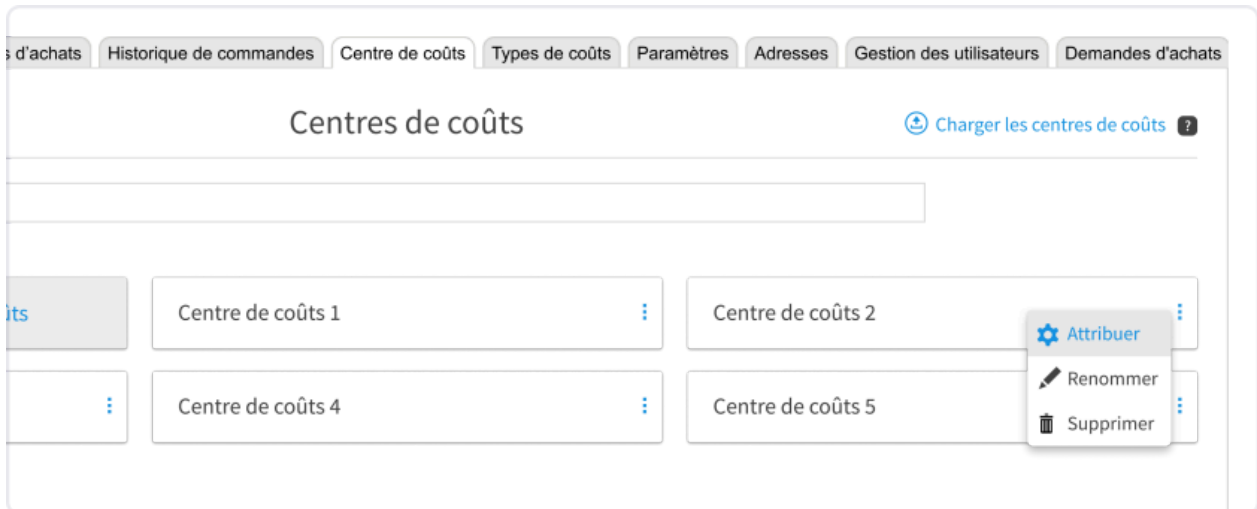 s d'achats Historique de commandes Centre de coûts Types de coûts Paramètres Adresses Gestion des utilisateurs Demandes d'achats
Centres de coûts
Charger les centres de coûts ?
ûts
Centre de coûts 1
Centre de coûts 2
Attribuer
Renommer
Supprimer
Centre de coûts 4
Centre de coûts 5